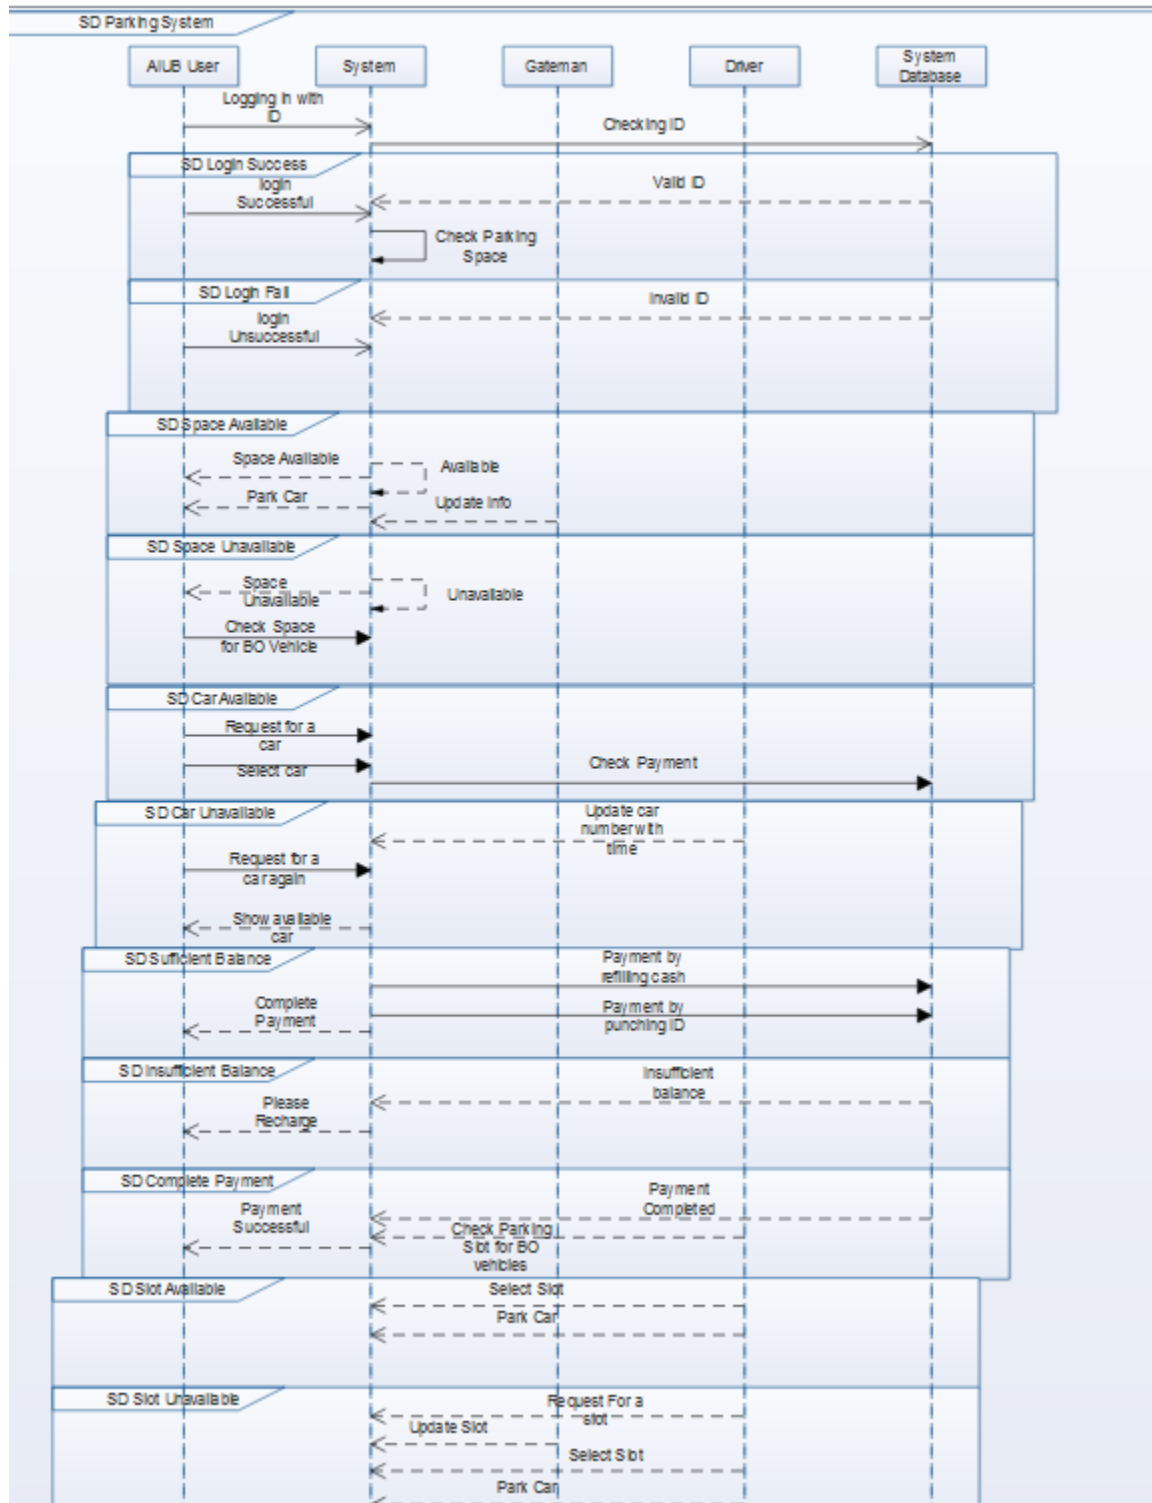 SD Parking System
AIUB User
System
Gateman
Driver
System
Database
Logging in with
ID
Checking ID
SD Login Success
Valid ID
login
Successful
Check Parking
Space
SD Login Fail
Invalid ID
login
Unsuccessful
SD Space Available
Space Available
Available
Park Car
Update Info
SD Space Unavailable
Space
Unavailable
Unavailable
Check Space
for BO Vehicle
SD Car Available
Request for a
car
Select car
Check Payment
SD Car Unavailable
Update car
number with
time
Request for a
car again
Show available
car
SD Sufficient Balance
Payment by
refilling cash
Complete
Payment
Payment by
punching ID
SD Insufficient Balance
Insufficient
balance
Please
Recharge
SD Complete Payment
Payment
Completed
Payment
Successful
Check Parking
Slot for BO
vehicles
SD Slot Available
Select Slot
Park Car
SD Slot Unavailable
Request For a
slot
Update Slot
Select Slot
Park Car